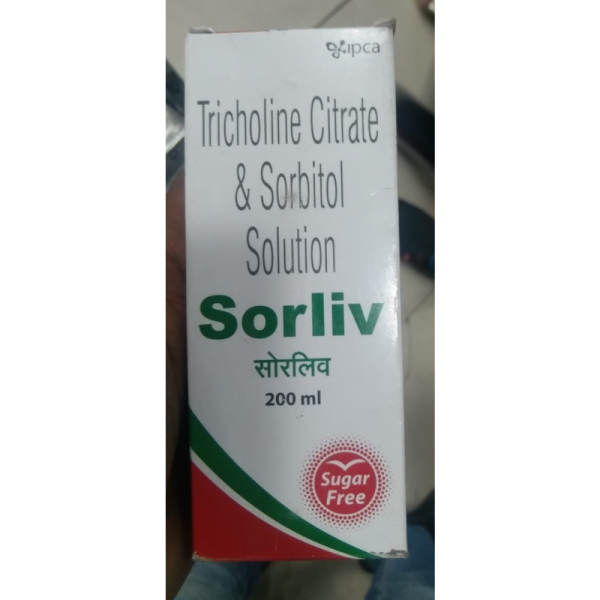 ipca
Tricholine Citrate
& Sorbitol
Solution
Sorliv
सोरलिव
200 ml
Sugar
Free